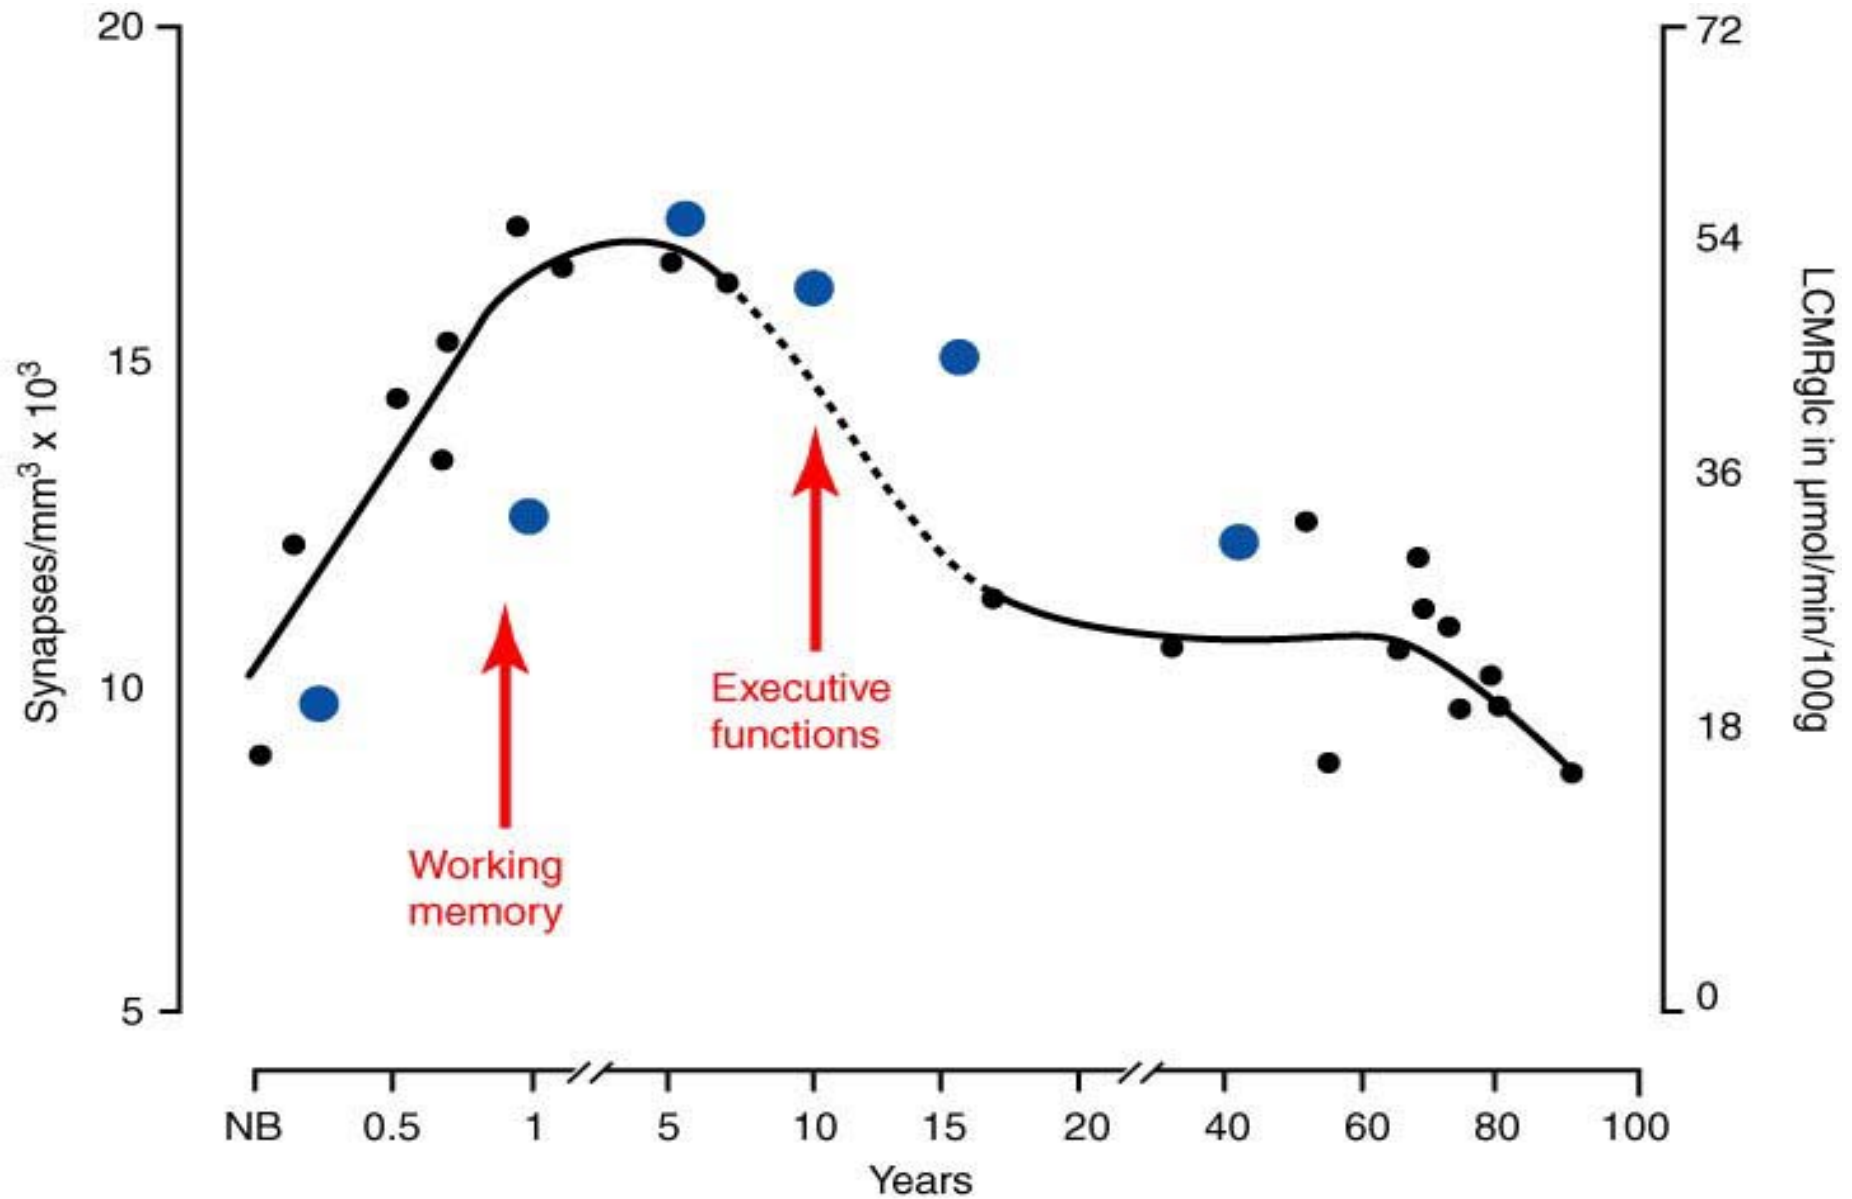 20
15
10
5
Synapses/mm³ x 10³
72
54
36
18
0
LCMRglc in µmol/min/100g
Working
memory
Executive
functions
NB 0.5 1 5 10 15 20 40 60 80 100
Years